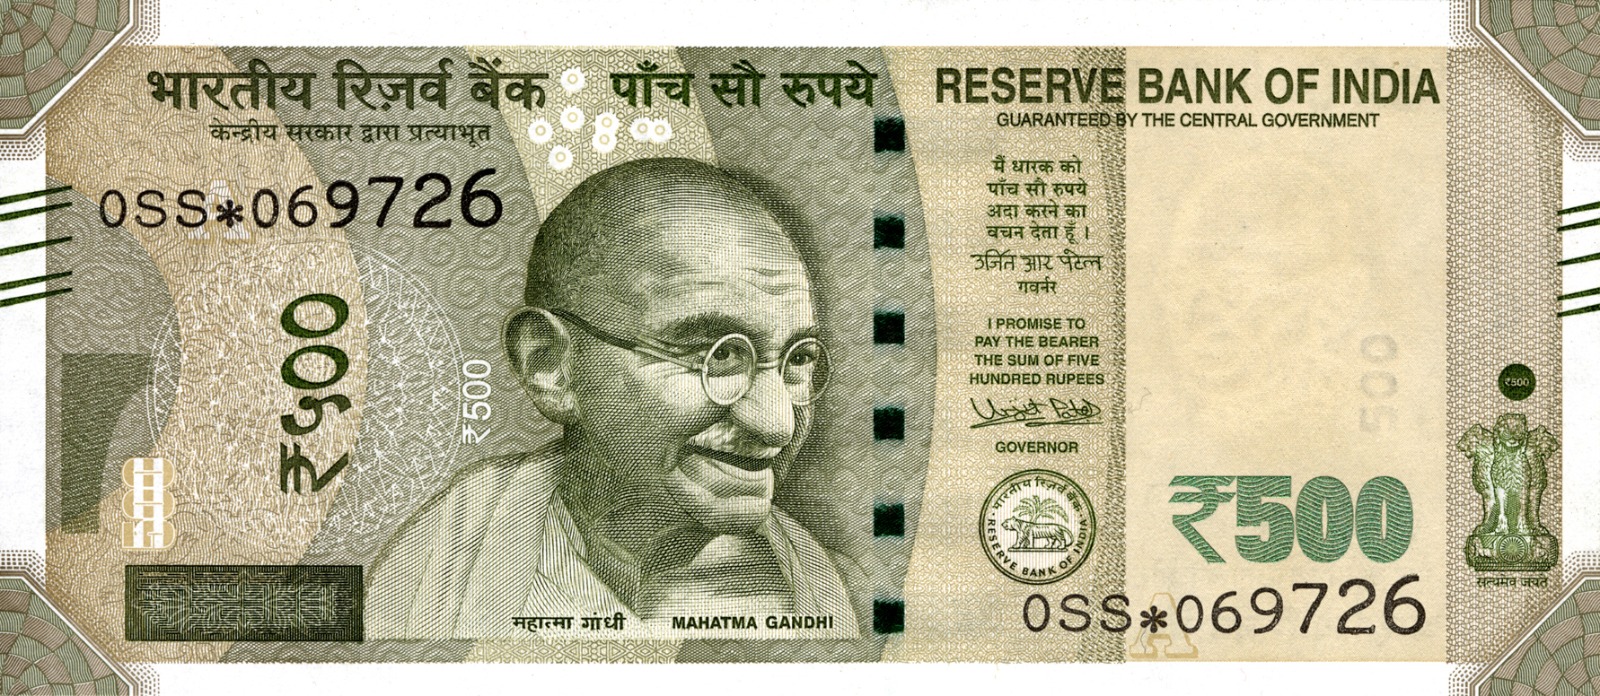 भारतीय रिज़र्व बैंक
केन्द्रीय सरकार द्वारा प्रत्याभूत
पाँच सौ रुपये
RESERVE BANK OF INDIA
GUARANTEED BY THE CENTRAL GOVERNMENT
0SS*069726
A
मैं धारक को
पाँच सौ रुपये
अदा करने का
वचन देता हूँ ।
उर्जित आर पटेल
गवर्नर
I PROMISE TO
PAY THE BEARER
THE SUM OF FIVE
HUNDRED RUPEES
Urjit Patel
GOVERNOR
₹५००
₹500
500
₹500
भारतीय रिज़र्व बैंक
RESERVE BANK OF INDIA
₹500
सत्यमेव जयते
महात्मा गांधी
MAHATMA GANDHI
0SS*069726
A